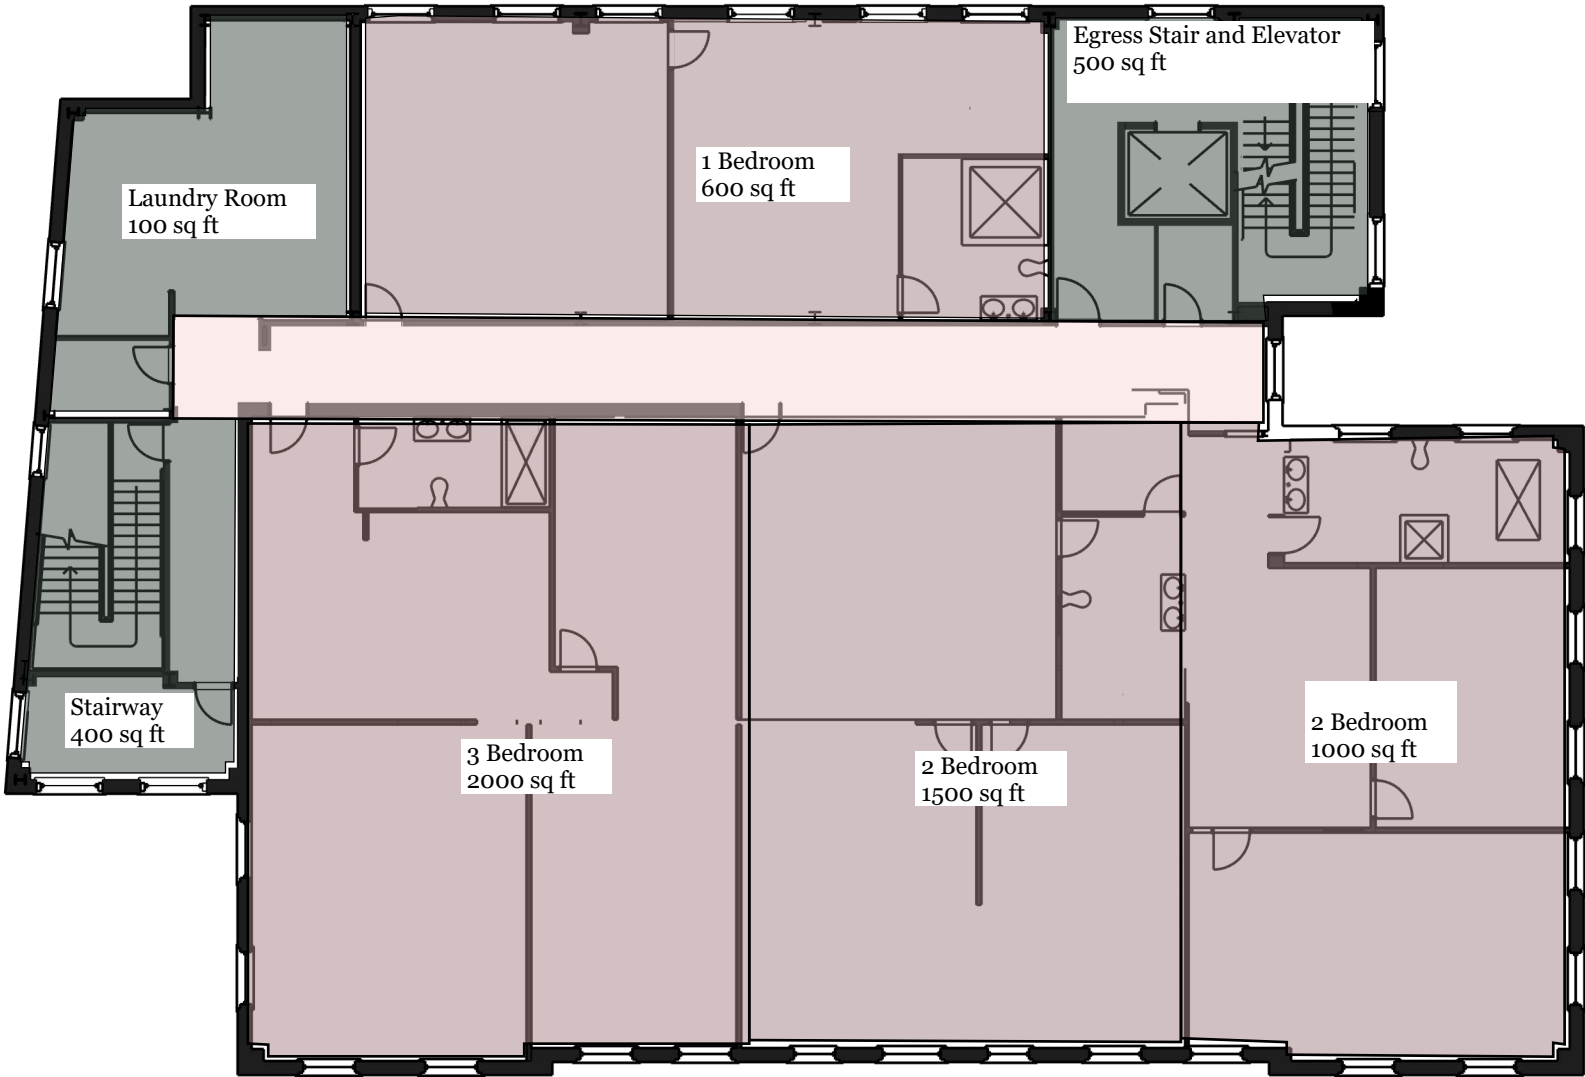 Egress Stair and Elevator
500 sq ft
1 Bedroom
600 sq ft
Laundry Room
100 sq ft
Stairway
400 sq ft
3 Bedroom
2000 sq ft
2 Bedroom
1500 sq ft
2 Bedroom
1000 sq ft